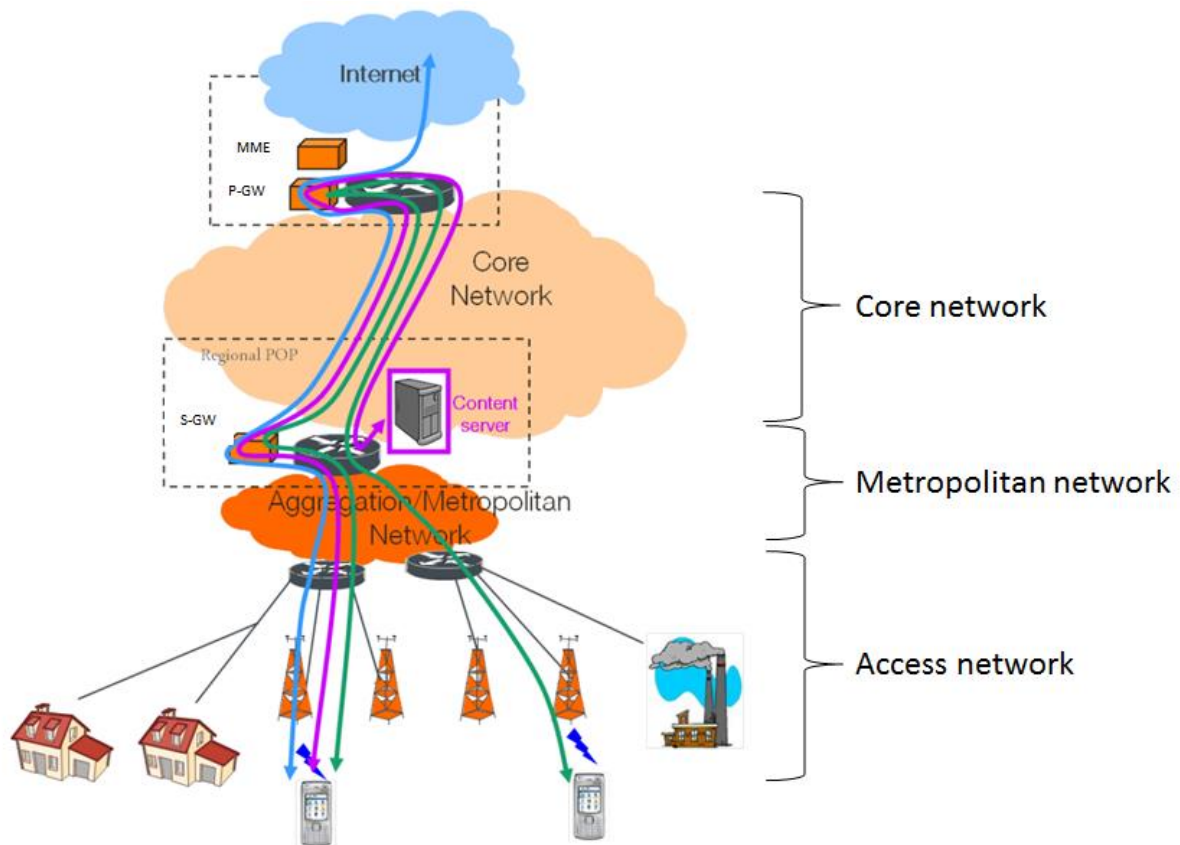 Internet
MME
P-GW
Core
Network
Core network
Regional POP
S-GW
Content
server
Metropolitan network
Aggregation/Metropolitan
Network
Access network